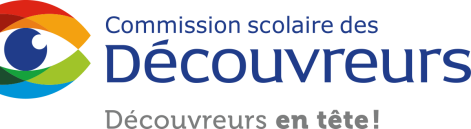 Commission scolaire des
Découvreurs
Découvreurs en tête!